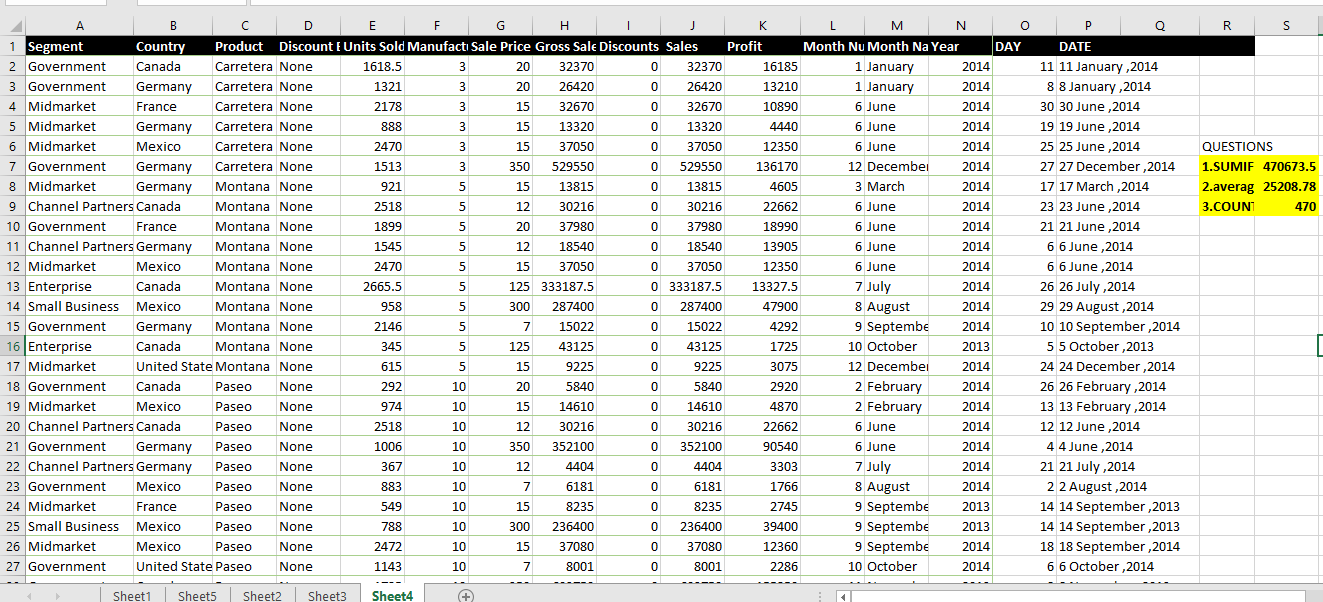 A B C D E F G H I J K L M N O P Q R S
1 Segment Country Product Discount B Units Sold Manufactu Sale Price Gross Sale Discounts Sales Profit Month Nu Month Na Year DAY DATE
2 Government Canada Carretera None 1618.5 3 20 32370 0 32370 16185 1 January 2014 11 11 January ,2014
3 Government Germany Carretera None 1321 3 20 26420 0 26420 13210 1 January 2014 8 8 January ,2014
4 Midmarket France Carretera None 2178 3 15 32670 0 32670 10890 6 June 2014 30 30 June ,2014
5 Midmarket Germany Carretera None 888 3 15 13320 0 13320 4440 6 June 2014 19 19 June ,2014
6 Midmarket Mexico Carretera None 2470 3 15 37050 0 37050 12350 6 June 2014 25 25 June ,2014 QUESTIONS
7 Government Germany Carretera None 1513 3 350 529550 0 529550 136170 12 December 2014 27 27 December ,2014 1.SUMIF 470673.5
8 Midmarket Germany Montana None 921 5 15 13815 0 13815 4605 3 March 2014 17 17 March ,2014 2.averag 25208.78
9 Channel Partners Canada Montana None 2518 5 12 30216 0 30216 22662 6 June 2014 23 23 June ,2014 3.COUNT 470
10 Government France Montana None 1899 5 20 37980 0 37980 18990 6 June 2014 21 21 June ,2014
11 Channel Partners Germany Montana None 1545 5 12 18540 0 18540 13905 6 June 2014 6 6 June ,2014
12 Midmarket Mexico Montana None 2470 5 15 37050 0 37050 12350 6 June 2014 6 6 June ,2014
13 Enterprise Canada Montana None 2665.5 5 125 333187.5 0 333187.5 13327.5 7 July 2014 26 26 July ,2014
14 Small Business Mexico Montana None 958 5 300 287400 0 287400 47900 8 August 2014 29 29 August ,2014
15 Government Germany Montana None 2146 5 7 15022 0 15022 4292 9 Septembe 2014 10 10 September ,2014
16 Enterprise Canada Montana None 345 5 125 43125 0 43125 1725 10 October 2013 5 5 October ,2013
17 Midmarket United State Montana None 615 5 15 9225 0 9225 3075 12 December 2014 24 24 December ,2014
18 Government Canada Paseo None 292 10 20 5840 0 5840 2920 2 February 2014 26 26 February ,2014
19 Midmarket Mexico Paseo None 974 10 15 14610 0 14610 4870 2 February 2014 13 13 February ,2014
20 Channel Partners Canada Paseo None 2518 10 12 30216 0 30216 22662 6 June 2014 12 12 June ,2014
21 Government Germany Paseo None 1006 10 350 352100 0 352100 90540 6 June 2014 4 4 June ,2014
22 Channel Partners Germany Paseo None 367 10 12 4404 0 4404 3303 7 July 2014 21 21 July ,2014
23 Government Mexico Paseo None 883 10 7 6181 0 6181 1766 8 August 2014 2 2 August ,2014
24 Midmarket France Paseo None 549 10 15 8235 0 8235 2745 9 Septembe 2013 14 14 September ,2013
25 Small Business Mexico Paseo None 788 10 300 236400 0 236400 39400 9 Septembe 2013 14 14 September ,2013
26 Midmarket Mexico Paseo None 2472 10 15 37080 0 37080 12360 9 Septembe 2014 18 18 September ,2014
27 Government United State Paseo None 1143 10 7 8001 0 8001 2286 10 October 2014 6 6 October ,2014
Sheet1 Sheet5 Sheet2 Sheet3 Sheet4